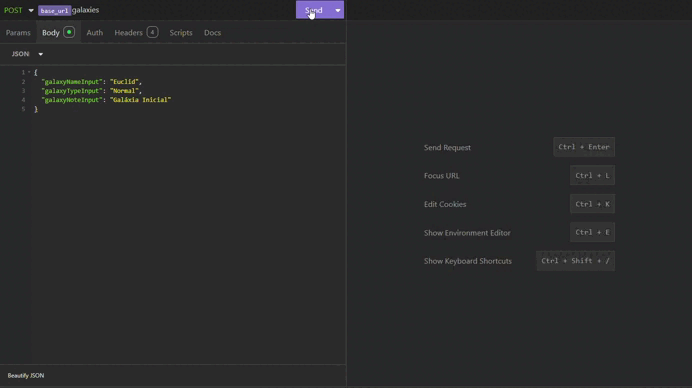 POST base_url galaxies Send
Params Body Auth Headers 4 Scripts Docs
JSON
1 {
2 "galaxyNameInput": "Euclid",
3 "galaxyTypeInput": "Normal",
4 "galaxyNoteInput": "Galáxia Inicial"
5 }
Send Request Ctrl + Enter
Focus URL Ctrl + L
Edit Cookies Ctrl + K
Show Environment Editor Ctrl + E
Show Keyboard Shortcuts Ctrl + Shift + /
Beautify JSON